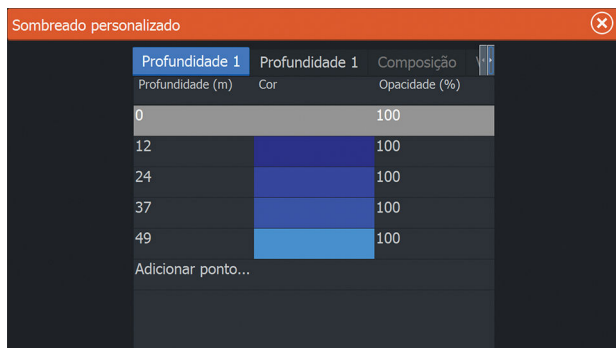 Sombreado personalizado
Profundidade 1 Profundidade 1 Composição
Profundidade (m) Cor Opacidade (%)
0 100
12 100
24 100
37 100
49 100
Adicionar ponto...